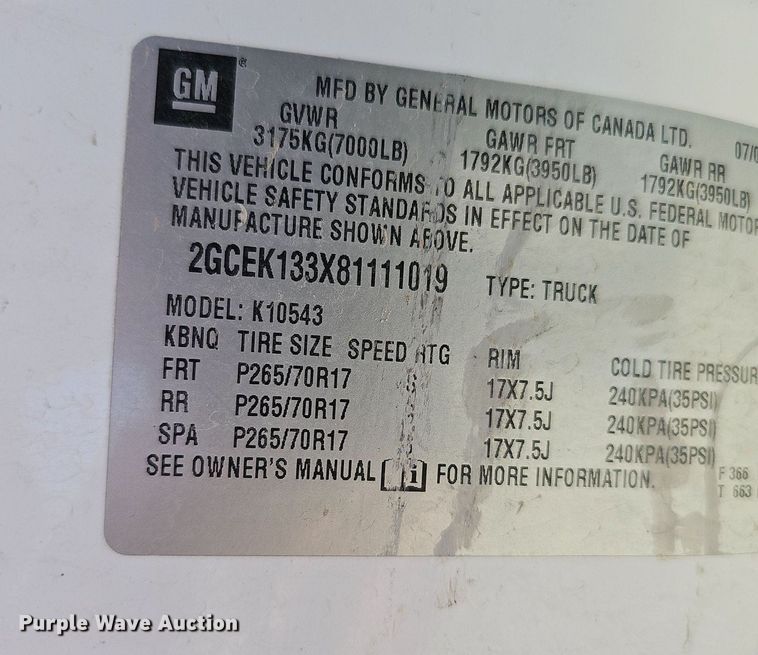 GM ®
MFD BY GENERAL MOTORS OF CANADA LTD. 07/0
GVWR GAWR FRT GAWR RR
3175KG(7000LB) 1792KG(3950LB) 1792KG(3950LB)
THIS VEHICLE CONFORMS TO ALL APPLICABLE U.S. FEDERAL MOTOR
VEHICLE SAFETY STANDARDS IN EFFECT ON THE DATE OF
MANUFACTURE SHOWN ABOVE.
2GCEK133X81111019 TYPE: TRUCK
MODEL: K10543
KBNQ TIRE SIZE SPEED RTG RIM COLD TIRE PRESSUR
FRT P265/70R17 S 17X7.5J 240KPA(35PSI)
RR P265/70R17 17X7.5J 240KPA(35PSI)
SPA P265/70R17 17X7.5J 240KPA(35PSI)
SEE OWNER'S MANUAL i FOR MORE INFORMATION.
F 366
T 663
Purple Wave Auction